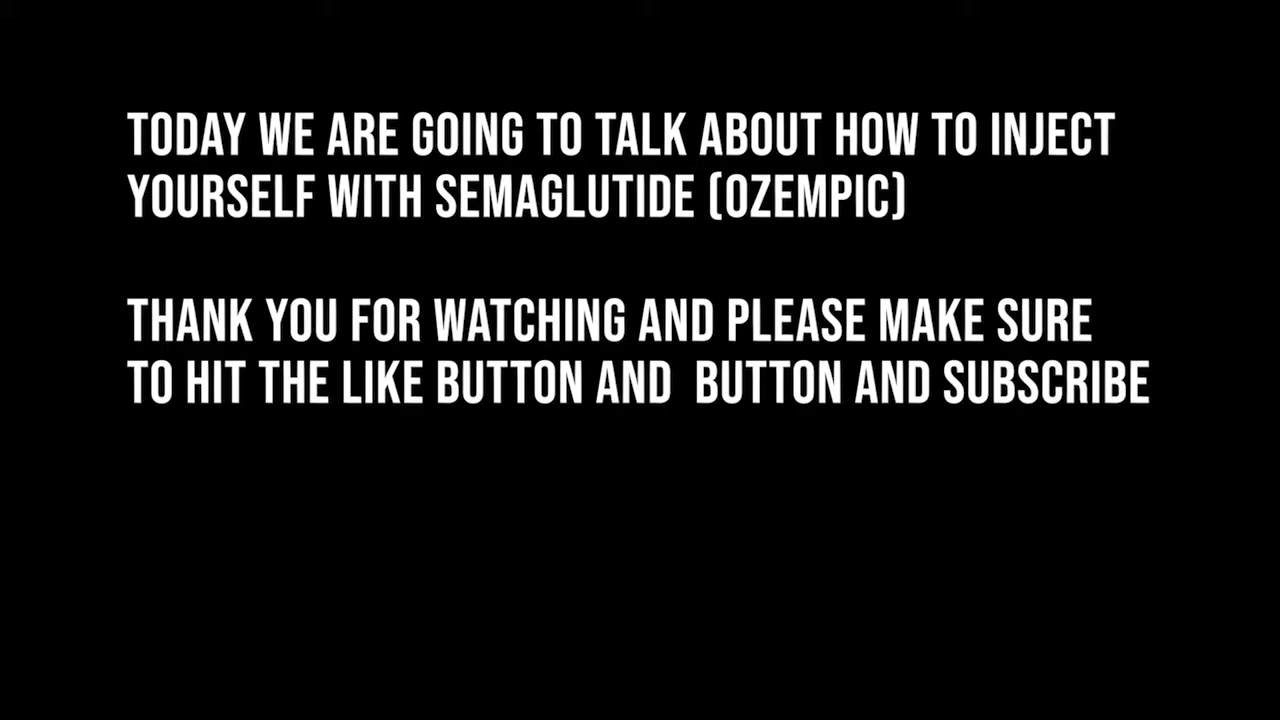 TODAY WE ARE GOING TO TALK ABOUT HOW TO INJECT
YOURSELF WITH SEMAGLUTIDE (OZEMPIC)
THANK YOU FOR WATCHING AND PLEASE MAKE SURE
TO HIT THE LIKE BUTTON AND  BUTTON AND SUBSCRIBE